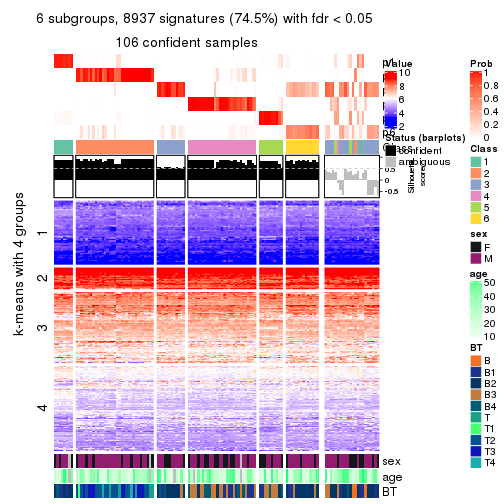 6 subgroups, 8937 signatures (74.5%) with fdr < 0.05
106 confident samples
k-means with 4 groups
1
2
3
4
Value
10
8
6
4
2
Status (barplots)
confident
ambiguous
0.5
0
-0.5
Silhouette
score
sex
age
BT
Prob
1
0.8
0.6
0.4
0.2
0
Class
1
2
3
4
5
6
sex
F
M
age
50
40
30
20
10
BT
B
B1
B2
B3
B4
T
T1
T2
T3
T4